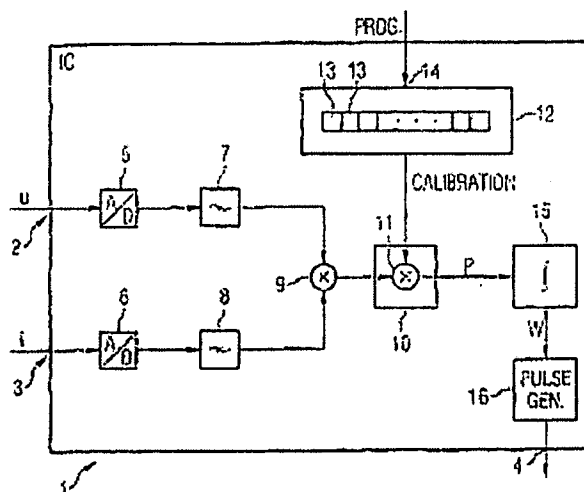 PROG.
IC
13 13
14
12
CALIBRATION
u
5
7
2
A/D
~
11
15
9
×
×
P
∫
i
6
8
10
3
A/D
~
W
16
PULSE
GEN.
4
1